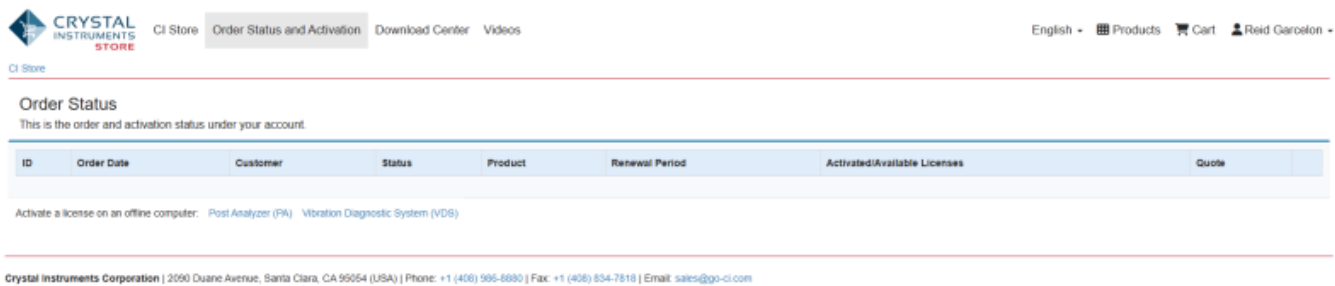 CRYSTAL
INSTRUMENTS
STORE
CI Store Order Status and Activation Download Center Videos English Products Cart Reid Garcelon
CI Store
Order Status
This is the order and activation status under your account.
ID Order Date Customer Status Product Renewal Period Activated/Available Licenses Quote
Activate a license on an offline computer: Post Analyzer (PA) Vibration Diagnostic System (VDS)
Crystal Instruments Corporation | 2090 Duane Avenue, Santa Clara, CA 95054 (USA) | Phone: +1 (408) 986-8880 | Fax: +1 (408) 834-7818 | Email: sales@go-ci.com